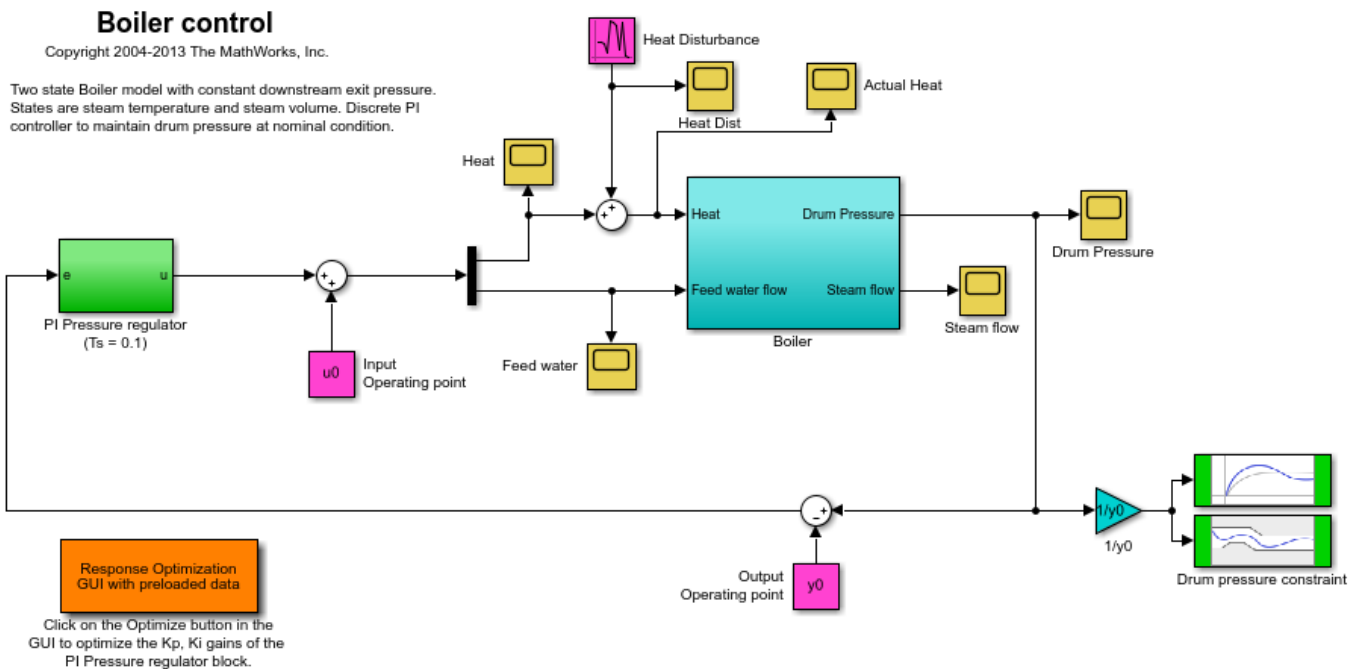 Boiler control
Copyright 2004-2013 The MathWorks, Inc.
Two state Boiler model with constant downstream exit pressure.
States are steam temperature and steam volume. Discrete PI
controller to maintain drum pressure at nominal condition.
Heat Disturbance
Heat Dist
Actual Heat
Heat
+
+
Heat
Drum Pressure
Feed water flow
Steam flow
Boiler
Drum Pressure
Steam flow
e
u
PI Pressure regulator
(Ts = 0.1)
+
+
u0
Input
Operating point
Feed water
+
-
y0
Output
Operating point
1/y0
1/y0
Drum pressure constraint
Response Optimization
GUI with preloaded data
Click on the Optimize button in the
GUI to optimize the Kp, Ki gains of the
PI Pressure regulator block.